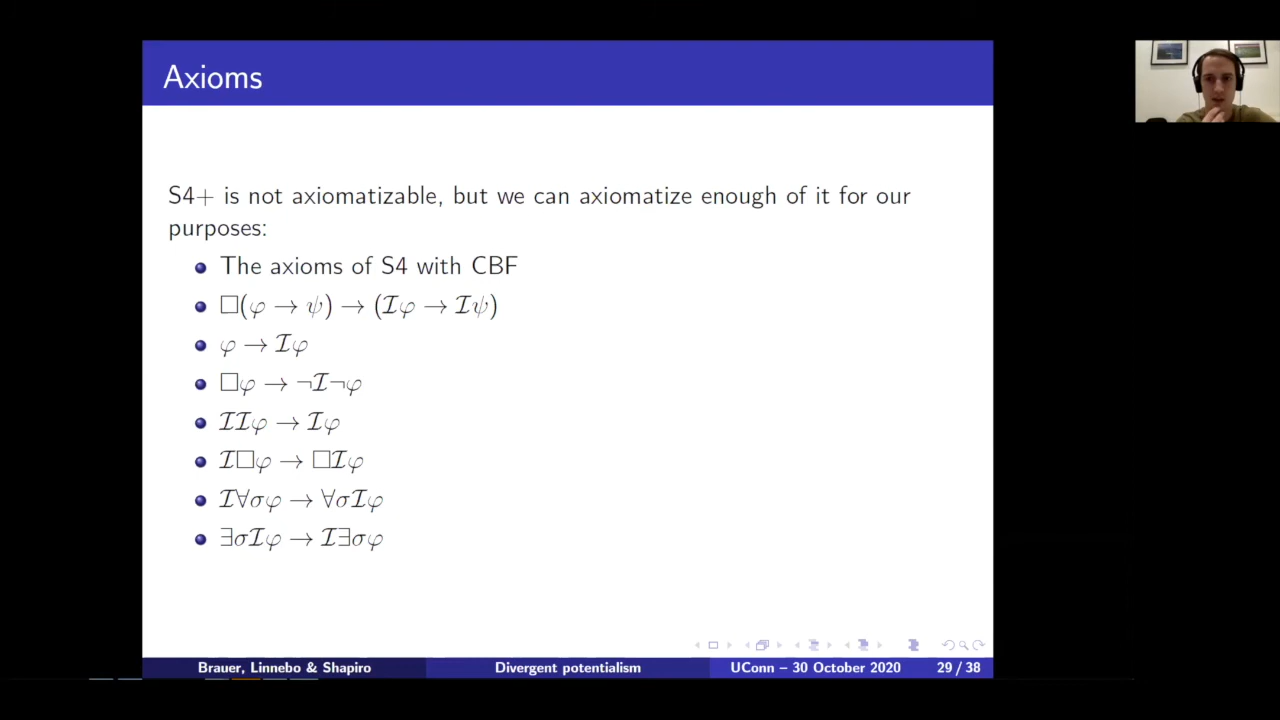 Axioms
S4+ is not axiomatizable, but we can axiomatize enough of it for our
purposes:
The axioms of S4 with CBF
□(φ → ψ) → (ℐφ → ℐψ)
φ → ℐφ
□φ → ¬ℐ¬φ
ℐℐφ → ℐφ
ℐ□φ → □ℐφ
ℐ∀σφ → ∀σℐφ
∃σℐφ → ℐ∃σφ
Brauer, Linnebo & Shapiro Divergent potentialism UConn – 30 October 2020 29 / 38